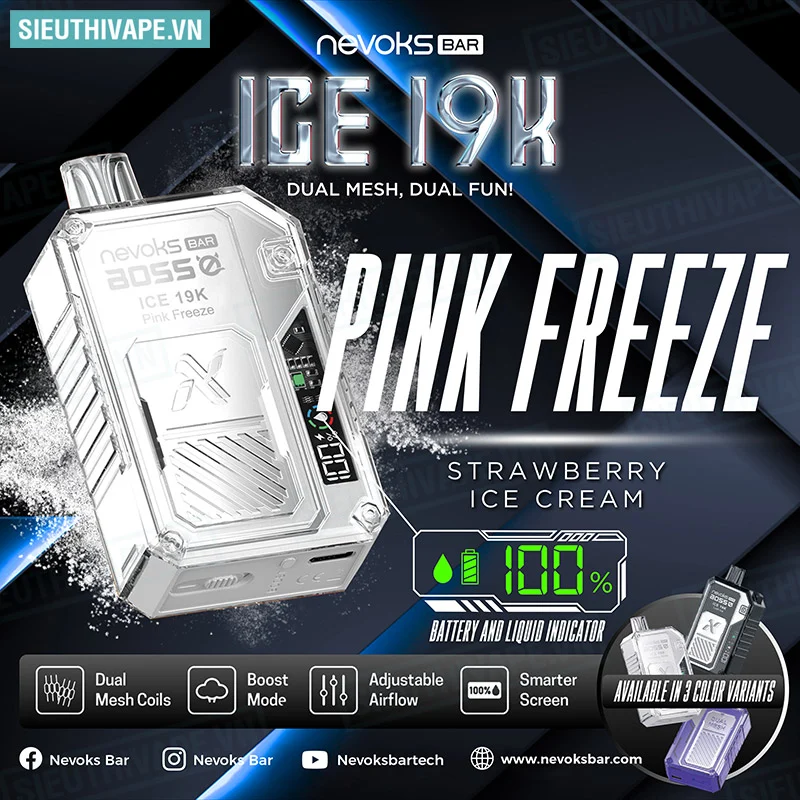 SIEUTHIVAPE.VN
nevoks BAR
ICE 19K
DUAL MESH, DUAL FUN!
nevoks BAR
BOSS'0
ICE 19K
Pink Freeze
100%
PINK FREEZE
STRAWBERRY
ICE CREAM
100%
BATTERY AND LIQUID INDICATOR
Dual
Mesh Coils
Boost
Mode
Adjustable
Airflow
100%
Smarter
Screen
AVAILABLE IN 3 COLOR VARIANTS
Nevoks Bar
Nevoks Bar
Nevoksbartech
www.nevoksbar.com